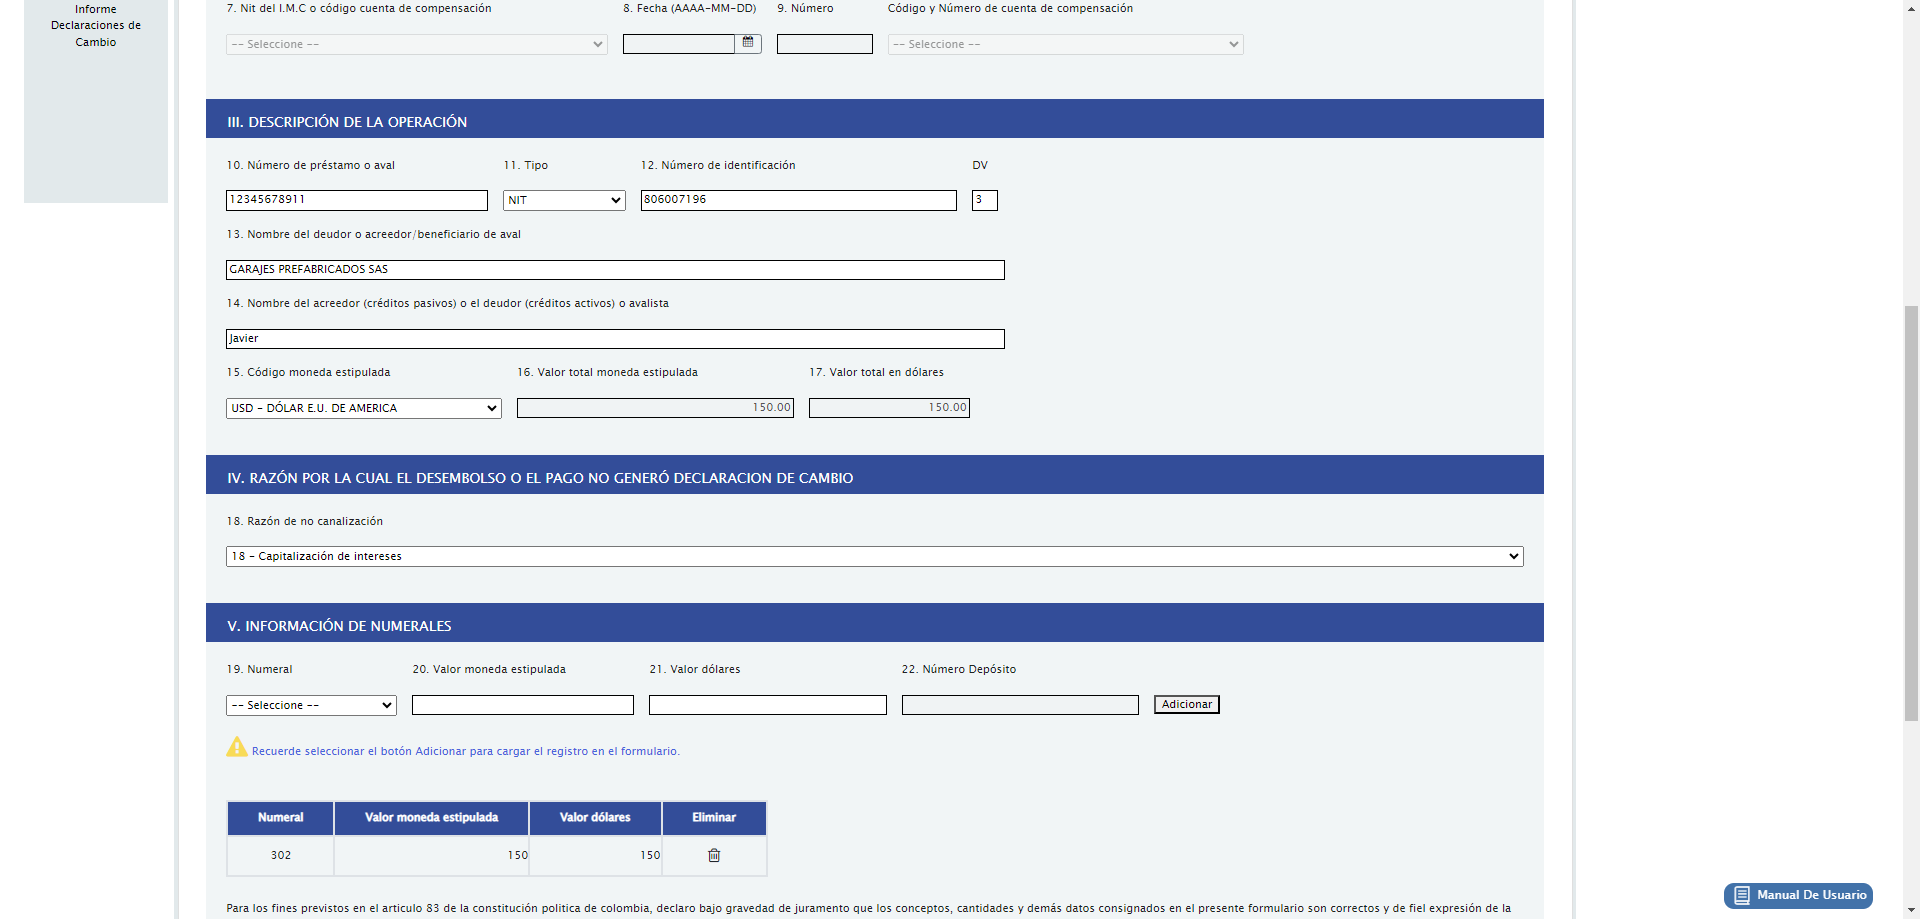 Informe
Declaraciones de
Cambio
7. Nit del I.M.C o código cuenta de compensación
8. Fecha (AAAA-MM-DD)
9. Número
Código y Número de cuenta de compensación
-- Seleccione --
-- Seleccione --
III. DESCRIPCIÓN DE LA OPERACIÓN
10. Número de préstamo o aval
11. Tipo
12. Número de identificación
DV
12345678911
NIT
806007196
3
13. Nombre del deudor o acreedor/beneficiario de aval
GARAJES PREFABRICADOS SAS
14. Nombre del acreedor (créditos pasivos) o el deudor (créditos activos) o avalista
Javier
15. Código moneda estipulada
16. Valor total moneda estipulada
17. Valor total en dólares
USD - DÓLAR E.U. DE AMERICA
150.00
150.00
IV. RAZÓN POR LA CUAL EL DESEMBOLSO O EL PAGO NO GENERÓ DECLARACION DE CAMBIO
18. Razón de no canalización
18 - Capitalización de intereses
V. INFORMACIÓN DE NUMERALES
19. Numeral
20. Valor moneda estipulada
21. Valor dólares
22. Número Depósito
-- Seleccione --
Adicionar
Recuerde seleccionar el botón Adicionar para cargar el registro en el formulario.
Numeral
Valor moneda estipulada
Valor dólares
Eliminar
302
150
150
Para los fines previstos en el articulo 83 de la constitución politica de colombia, declaro bajo gravedad de juramento que los conceptos, cantidades y demás datos consignados en el presente formulario son correctos y de fiel expresión de la
Manual De Usuario